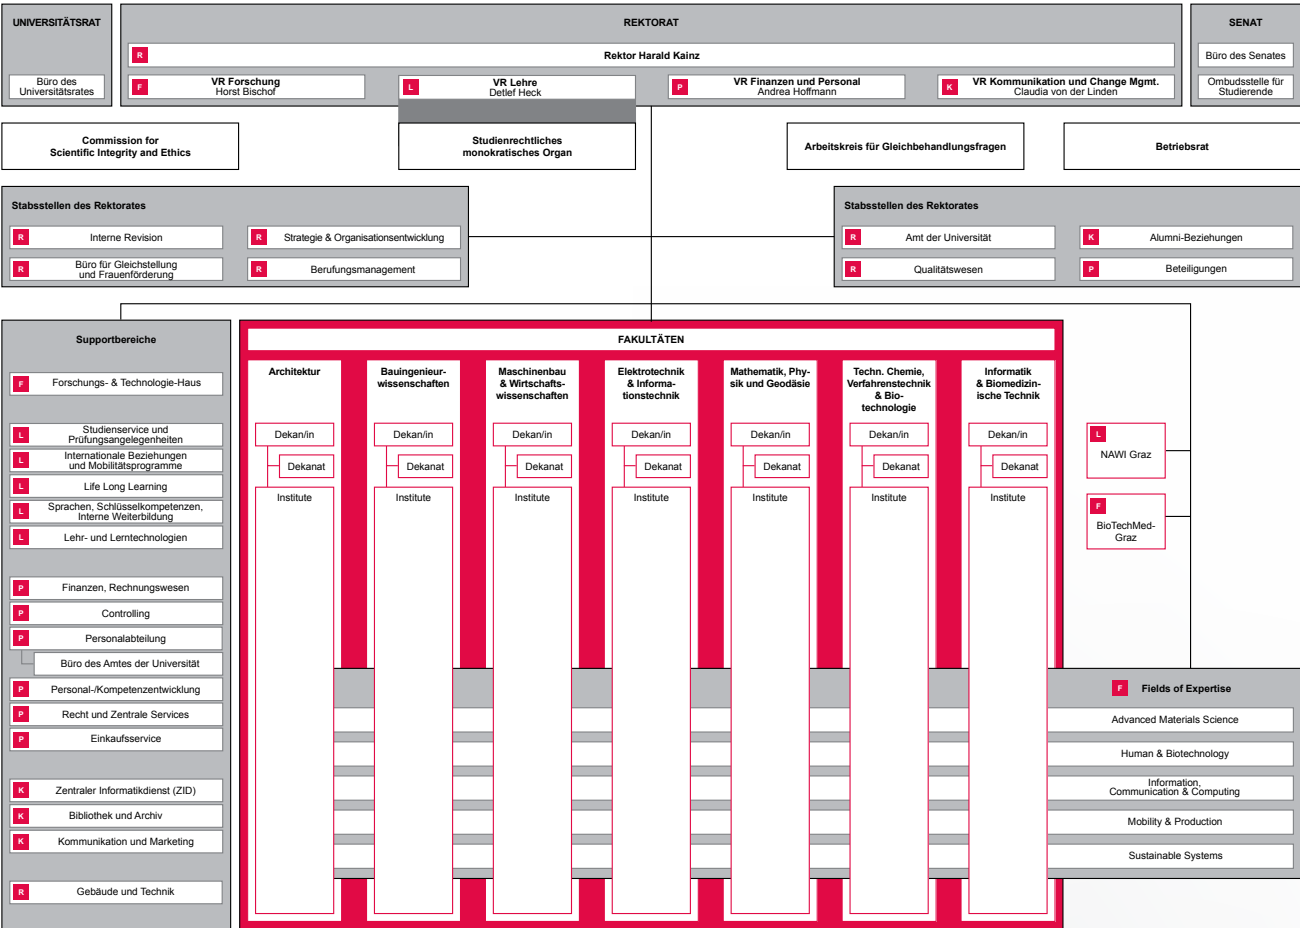 UNIVERSITÄTSRAT
Büro des
Universitätsrates
REKTORAT
R
Rektor Harald Kainz
F
VR Forschung
Horst Bischof
L
VR Lehre
Detlef Heck
P
VR Finanzen und Personal
Andrea Hoffmann
K
VR Kommunikation und Change Mgmt.
Claudia von der Linden
SENAT
Büro des Senates
Ombudsstelle für
Studierende
Commission for
Scientific Integrity and Ethics
Studienrechtliches
monokratisches Organ
Arbeitskreis für Gleichbehandlungsfragen
Betriebsrat
Stabsstellen des Rektorates
R
Interne Revision
R
Strategie & Organisationsentwicklung
R
Büro für Gleichstellung
und Frauenförderung
R
Berufungsmanagement
Stabsstellen des Rektorates
R
Amt der Universität
K
Alumni-Beziehungen
R
Qualitätswesen
P
Beteiligungen
Supportbereiche
F
Forschungs- & Technologie-Haus
L
Studienservice und
Prüfungsangelegenheiten
L
Internationale Beziehungen
und Mobilitätsprogramme
L
Life Long Learning
L
Sprachen, Schlüsselkompetenzen,
Interne Weiterbildung
L
Lehr- und Lerntechnologien
P
Finanzen, Rechnungswesen
P
Controlling
P
Personalabteilung
Büro des Amtes der Universität
P
Personal-/Kompetenzentwicklung
P
Recht und Zentrale Services
P
Einkaufsservice
K
Zentraler Informatikdienst (ZID)
K
Bibliothek und Archiv
K
Kommunikation und Marketing
R
Gebäude und Technik
FAKULTÄTEN
Architektur
Dekan/in
Dekanat
Institute
Bauingenieur-
wissenschaften
Dekan/in
Dekanat
Institute
Maschinenbau
& Wirtschafts-
wissenschaften
Dekan/in
Dekanat
Institute
Elektrotechnik
& Informa-
tionstechnik
Dekan/in
Dekanat
Institute
Mathematik, Phy-
sik und Geodäsie
Dekan/in
Dekanat
Institute
Techn. Chemie,
Verfahrenstechnik
& Bio-
technologie
Dekan/in
Dekanat
Institute
Informatik
& Biomedizin-
ische Technik
Dekan/in
Dekanat
Institute
L
NAWI Graz
F
BioTechMed-
Graz
F
Fields of Expertise
Advanced Materials Science
Human & Biotechnology
Information,
Communication & Computing
Mobility & Production
Sustainable Systems